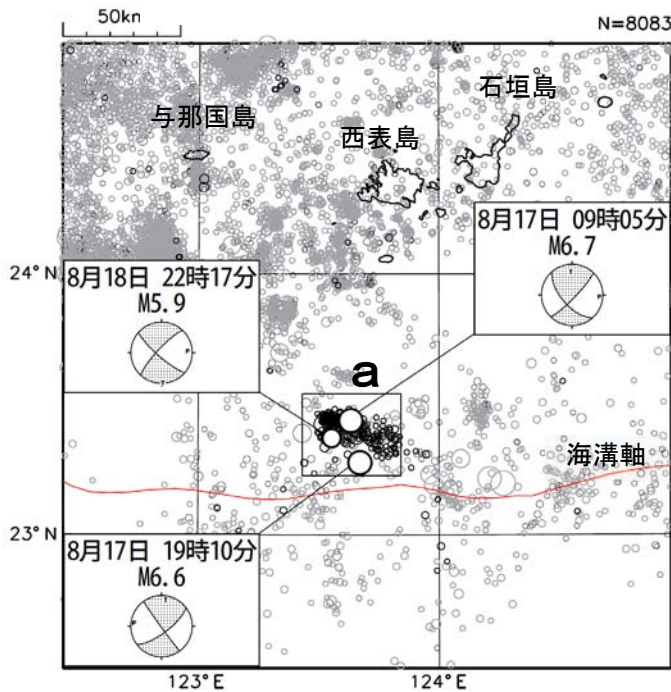 50km
N=8083
石垣島
与那国島
西表島
8月17日 09時05分
M6.7
24°N
8月18日 22時17分
M5.9
a
海溝軸
23°N
8月17日 19時10分
M6.6
123°E
124°E